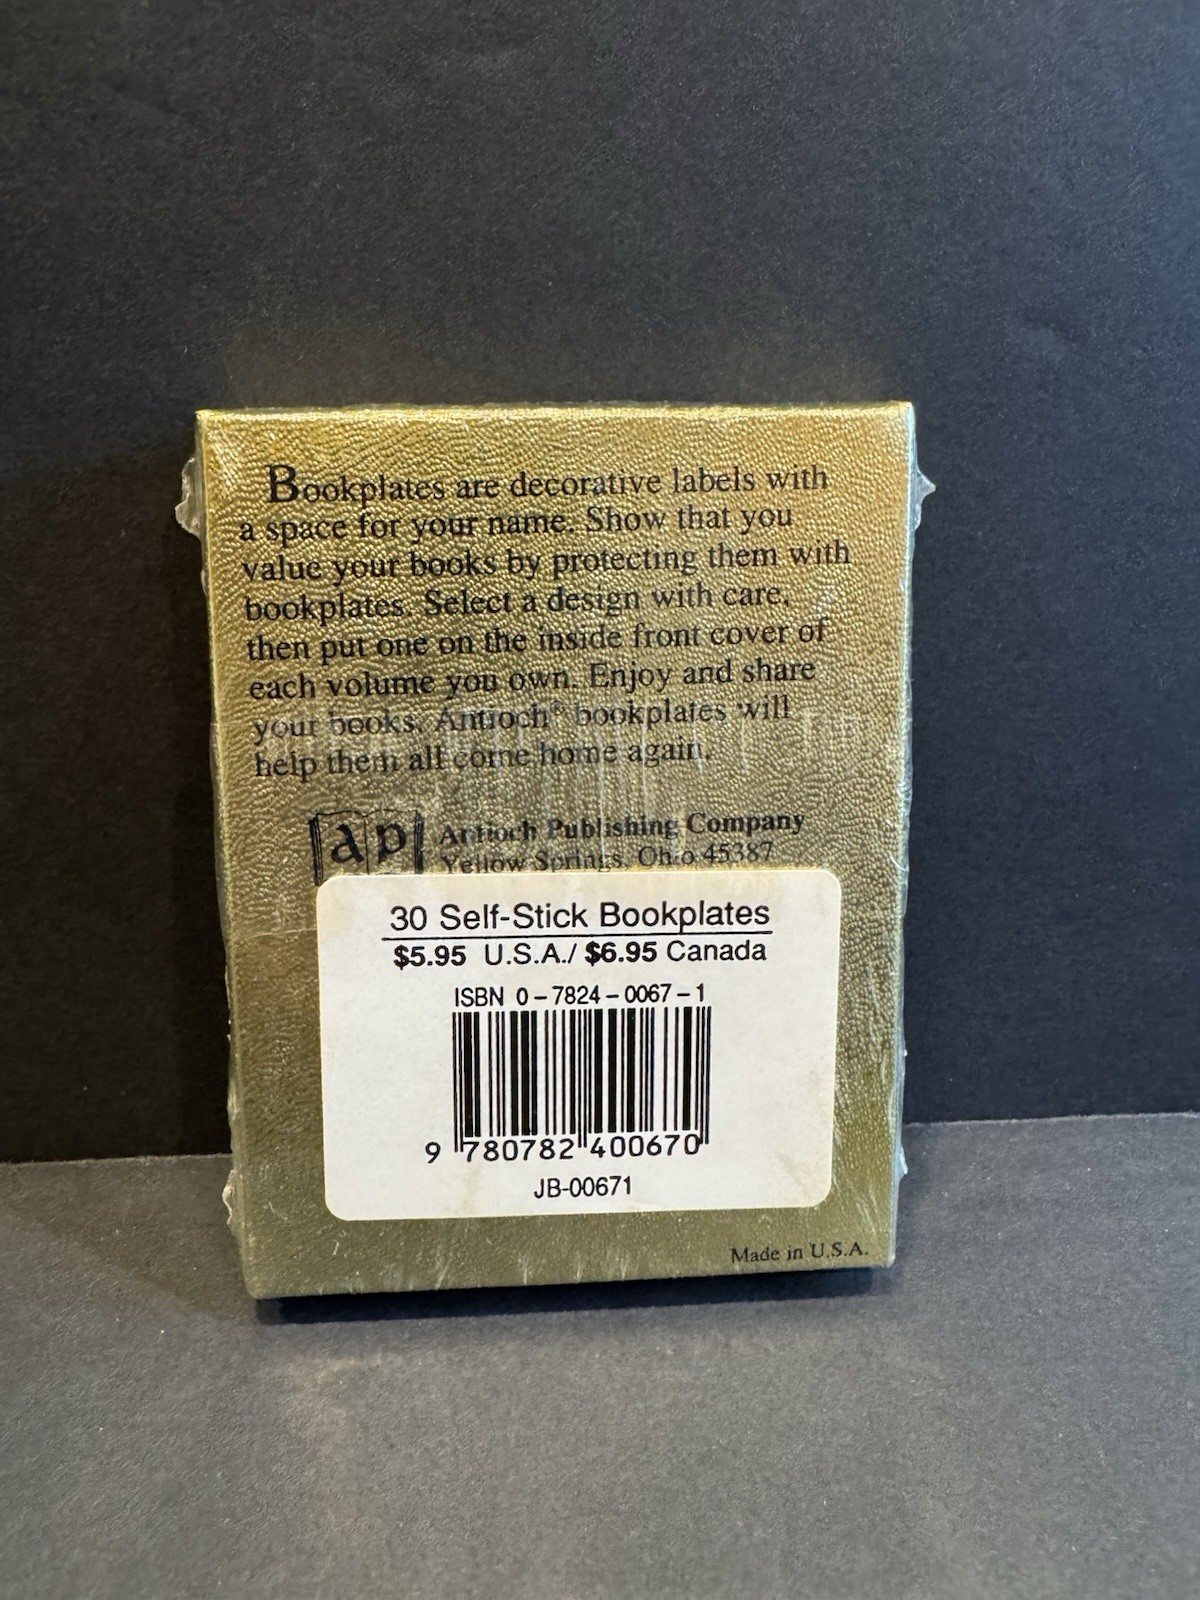 Bookplates are decorative labels with
a space for your name. Show that you
value your books by protecting them with
bookplates. Select a design with care,
then put one on the inside front cover of
each volume you own. Enjoy and share
your books. Antioch® bookplates will
help them all come home again.
ap
Antioch Publishing Company
Yellow Springs, Ohio 45387
30 Self-Stick Bookplates
$5.95 U.S.A./ $6.95 Canada
ISBN 0-7824-0067-1
9 780782 400670
JB-00671
Made in U.S.A.